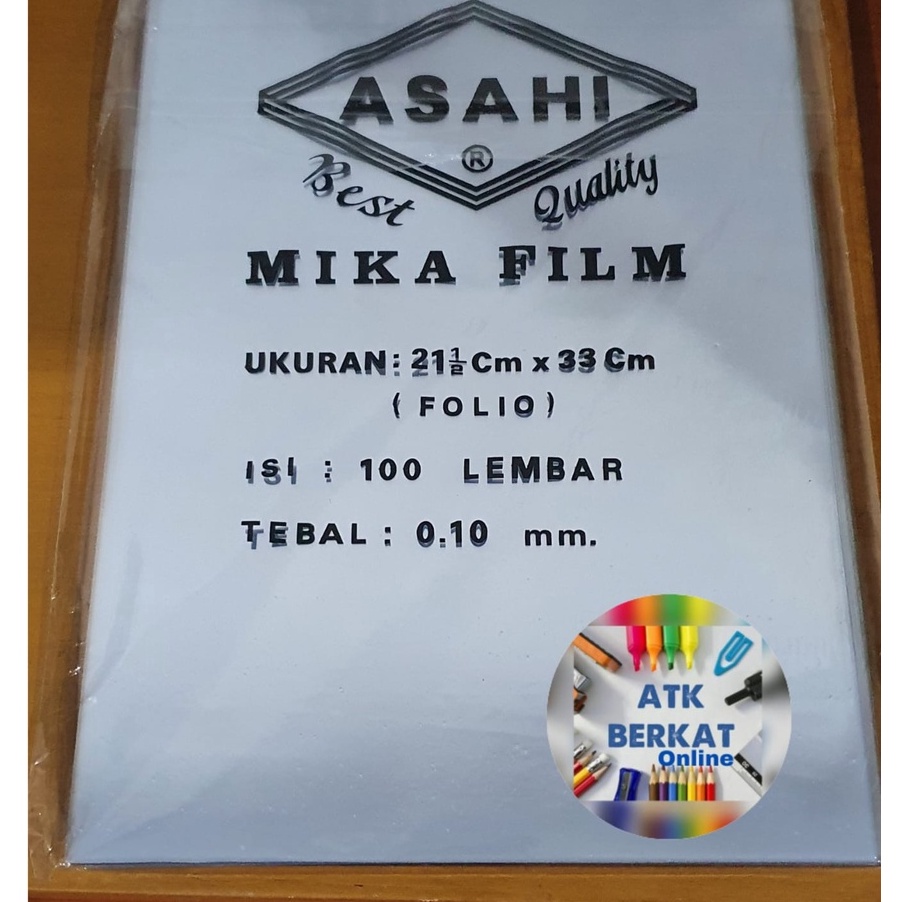 ASAHI
®
Best Quality
MIKA FILM
UKURAN: 21½ Cm x 33 Cm
( FOLIO )
ISI : 100 LEMBAR
TEBAL : 0.10 mm.
ATK
BERKAT
Online